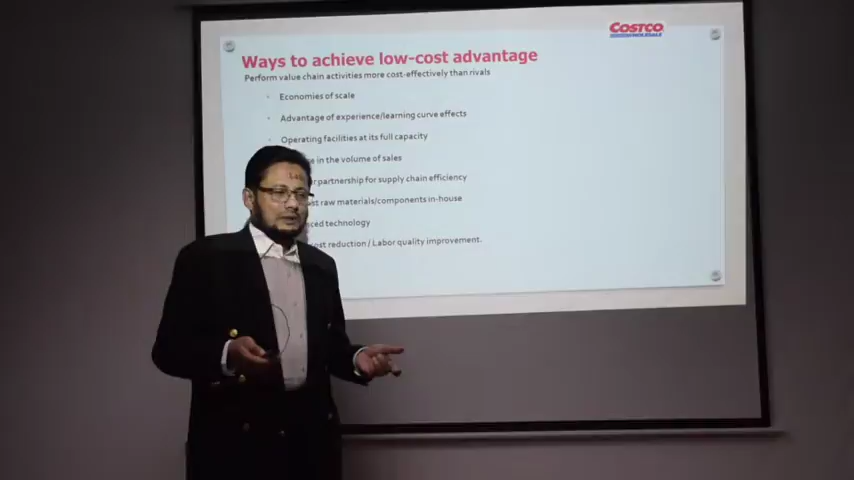 COSTCO
WHOLESALE
Ways to achieve low-cost advantage
Perform value chain activities more cost-effectively than rivals
• Economies of scale
• Advantage of experience/learning curve effects
• Operating facilities at its full capacity
in the volume of sales
partnership for supply chain efficiency
raw materials/components in-house
technology
cost reduction / Labor quality improvement.